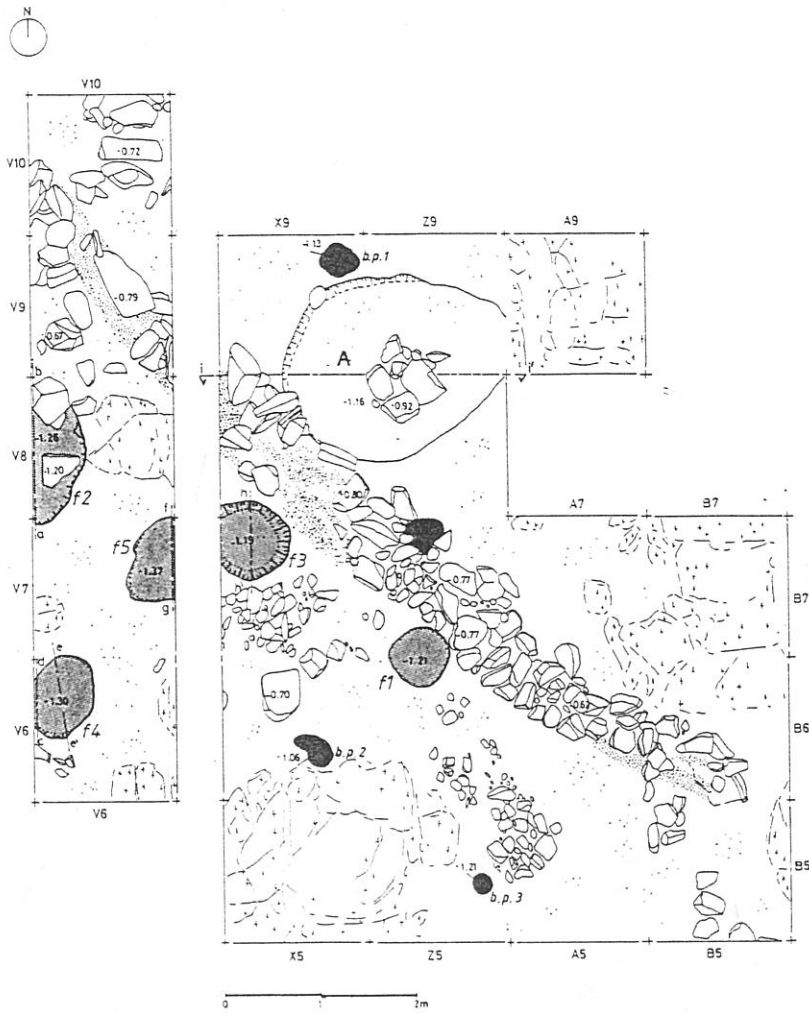 N
V10
V10
-0.72
X9
Z9
A9
-1.13
b.p.1
V9
-0.79
-0.67
b
i
A
-1.16
-0.92
V8
-1.26
-1.20
f2
a
h
-0.80
f
A7
B7
-1.19
f3
f5
-1.37
V7
g
-0.77
B7
-0.77
d
e
-1.21
f1
-1.30
-0.70
-0.62
V6
f4
B6
c
e'
b.p.2
-1.06
V6
B5
-1.21
b.p.3
X5
Z5
A5
B5
0
1
2m